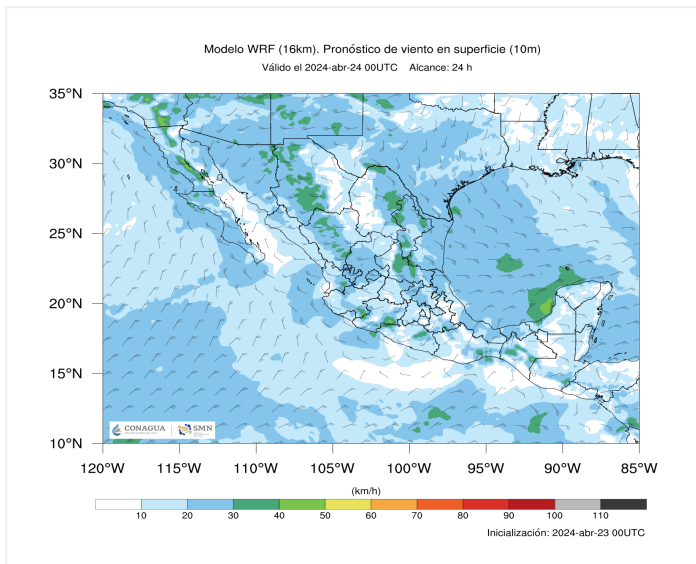 Modelo WRF (16km). Pronóstico de viento en superficie (10m)
Válido el 2024-abr-24 00UTC    Alcance: 24 h
35°N
30°N
25°N
20°N
15°N
10°N
CONAGUA
SMN
120°W 115°W 110°W 105°W 100°W 95°W 90°W 85°W
(km/h)
10 20 30 40 50 60 70 80 90 100 110
Inicialización: 2024-abr-23 00UTC